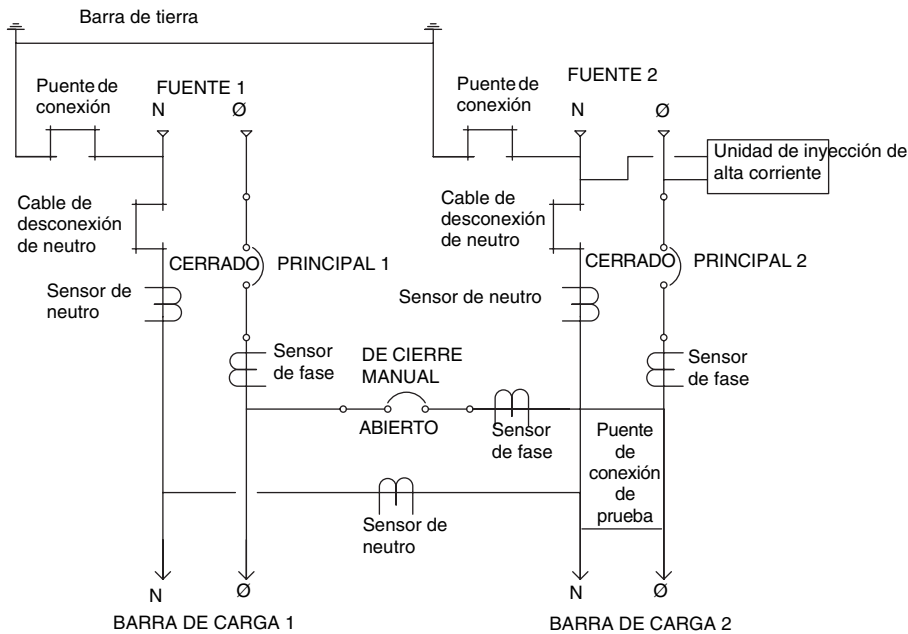 Barra de tierra
Puente de
conexión
FUENTE 1
N
Ø
Puente de
conexión
FUENTE 2
N
Ø
Unidad de inyección de
alta corriente
Cable de
desconexión
de neutro
CERRADO
PRINCIPAL 1
Cable de
desconexión
de neutro
CERRADO
PRINCIPAL 2
Sensor de
neutro
Sensor de neutro
Sensor
de fase
DE CIERRE
MANUAL
ABIERTO
Sensor
de fase
Sensor
de fase
Puente
de
conexión
de
prueba
Sensor de
neutro
N
Ø
BARRA DE CARGA 1
N
Ø
BARRA DE CARGA 2